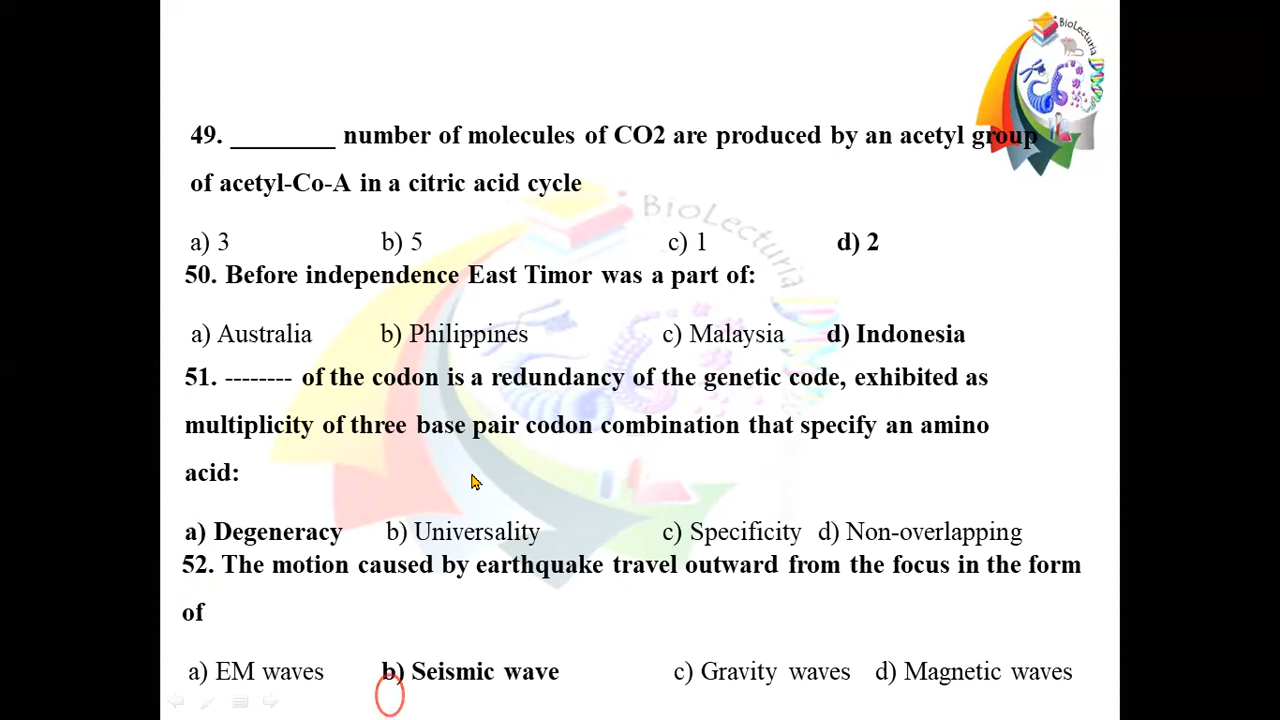 BioLecturia
49. ________ number of molecules of CO2 are produced by an acetyl group
of acetyl-Co-A in a citric acid cycle
BioLecturia
a) 3 b) 5 c) 1 d) 2
50. Before independence East Timor was a part of:
a) Australia b) Philippines c) Malaysia d) Indonesia
51. -------- of the codon is a redundancy of the genetic code, exhibited as
multiplicity of three base pair codon combination that specify an amino
acid:
a) Degeneracy b) Universality c) Specificity d) Non-overlapping
52. The motion caused by earthquake travel outward from the focus in the form
of
a) EM waves b) Seismic wave c) Gravity waves d) Magnetic waves